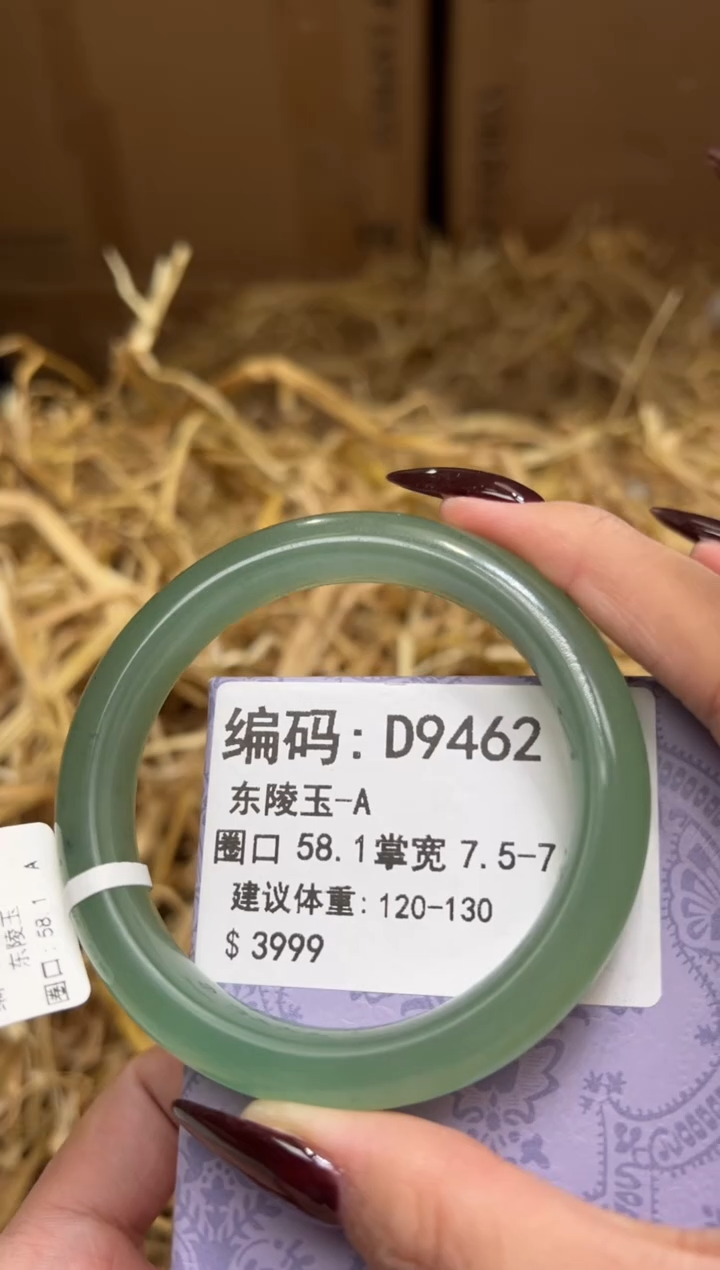 编码: D9462
东陵玉-A
圈口 58.1掌宽 7.5-7
建议体重: 120-130
$ 3999
东陵玉 A
圈口: 58.1